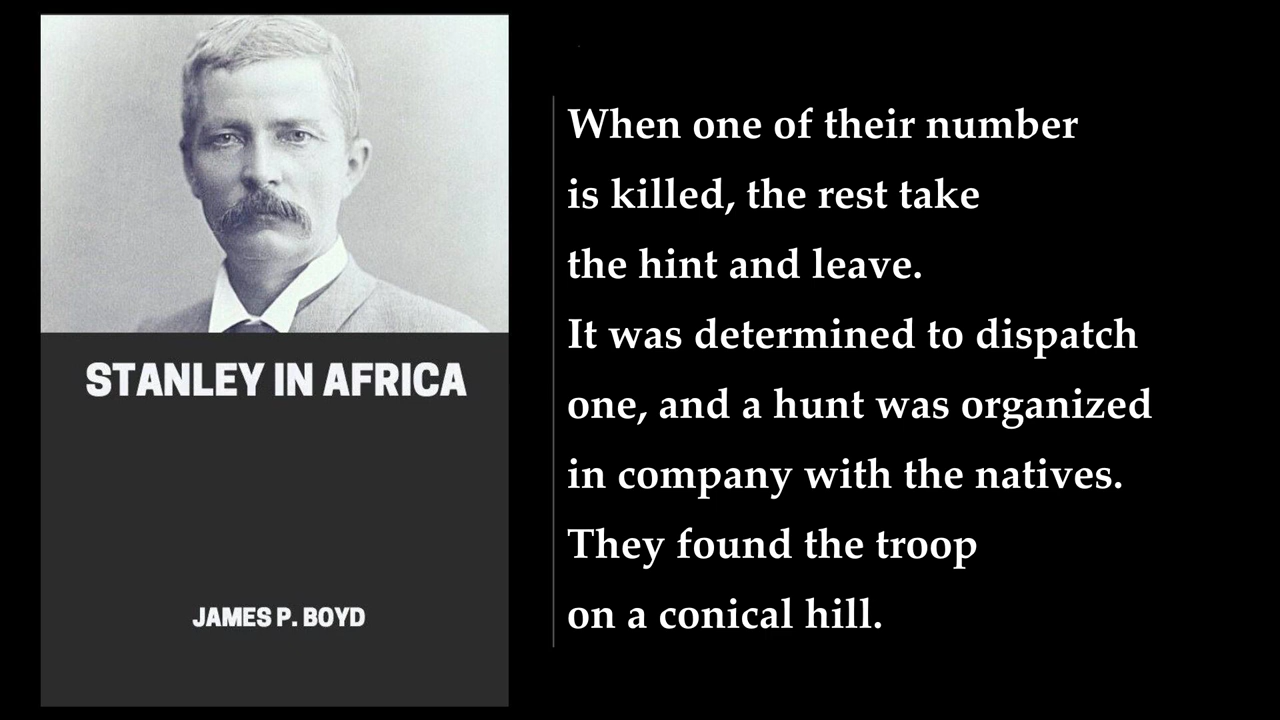 STANLEY IN AFRICA
JAMES P. BOYD
When one of their number
is killed, the rest take
the hint and leave.
It was determined to dispatch
one, and a hunt was organized
in company with the natives.
They found the troop
on a conical hill.